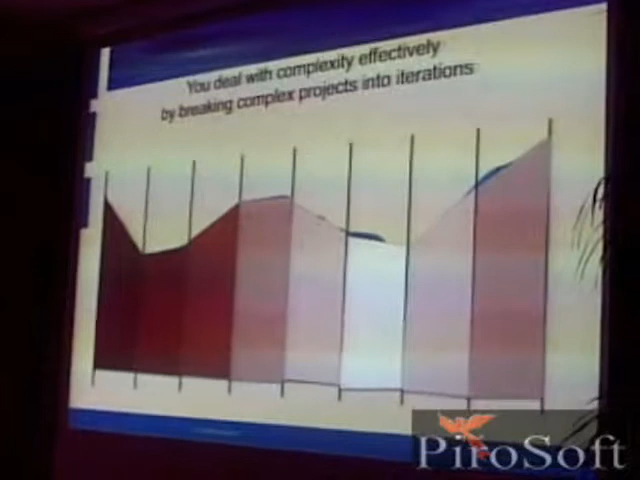 You deal with complexity effectively
by breaking complex projects into iterations
PiroSoft